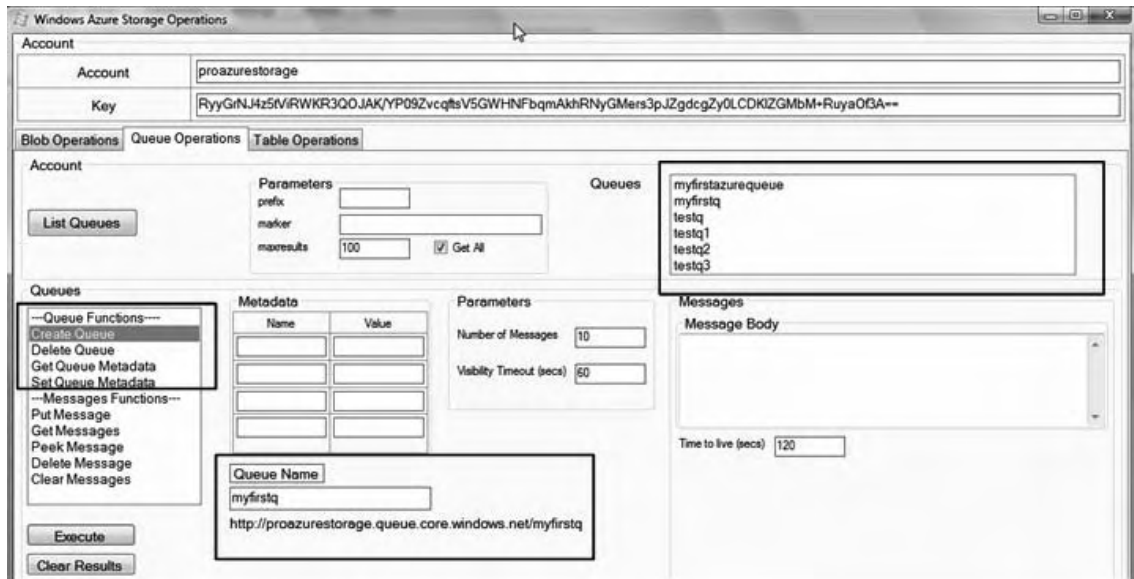 Windows Azure Storage Operations
Account
Account proazurestorage
Key
Blob Operations Queue Operations Table Operations
Account
List Queues
Parameters
prefix
marker
maxresults 100 Get All
Queues
myfirstazurequeue
myfirstq
testq
testq1
testq2
testq3
Queues
---Queue Functions----
Create Queue
Delete Queue
Get Queue Metadata
Set Queue Metadata
---Messages Functions---
Put Message
Get Messages
Peek Message
Delete Message
Clear Messages
Metadata
Name Value
Parameters
Number of Messages 10
Visibility Timeout (secs) 60
Messages
Message Body
Time to live (secs) 120
Queue Name
myfirstq
http://proazurestorage.queue.core.windows.net/myfirstq
Execute
Clear Results